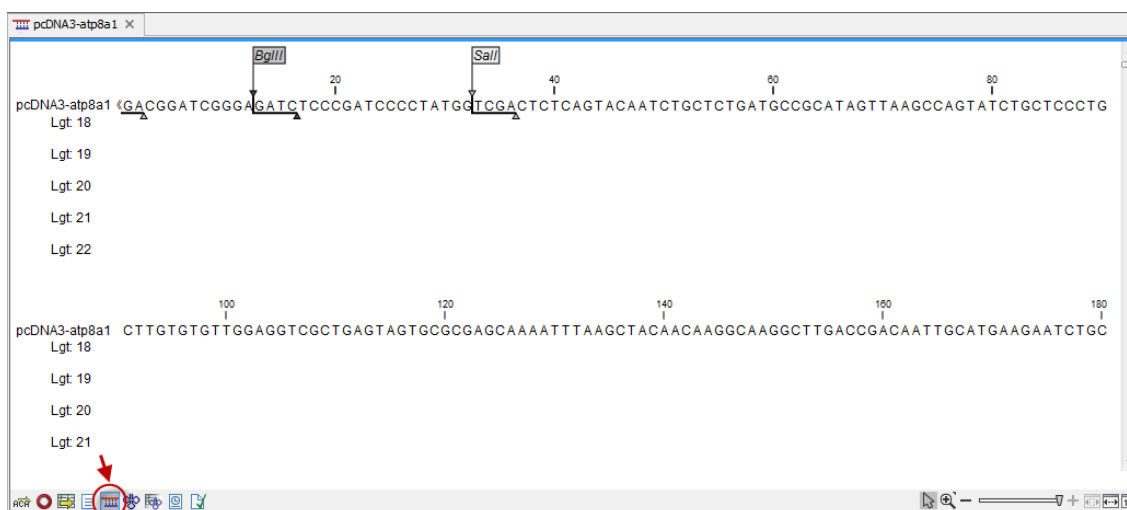 pcDNA3-atp8a1
BglII SalI
20 40 60 80
pcDNA3-atp8a1 GACGGATCGGGAGATCTCCCGATCCCCTATGGTCGACTCTCAGTACAATCTGCTCTGATGCCGCATAGTTAAGCCAGTATCTGCTCCCTG
Lgt: 18
Lgt: 19
Lgt: 20
Lgt: 21
Lgt: 22
100 120 140 160 180
pcDNA3-atp8a1 CTTGTGTGTTGGAGGTCGCTGAGTAGTGCGCGAGCAAAATTTAAGCTACAACAAGGCAAGGCTTGACCGACAATTGCATGAAGAATCTGC
Lgt: 18
Lgt: 19
Lgt: 20
Lgt: 21